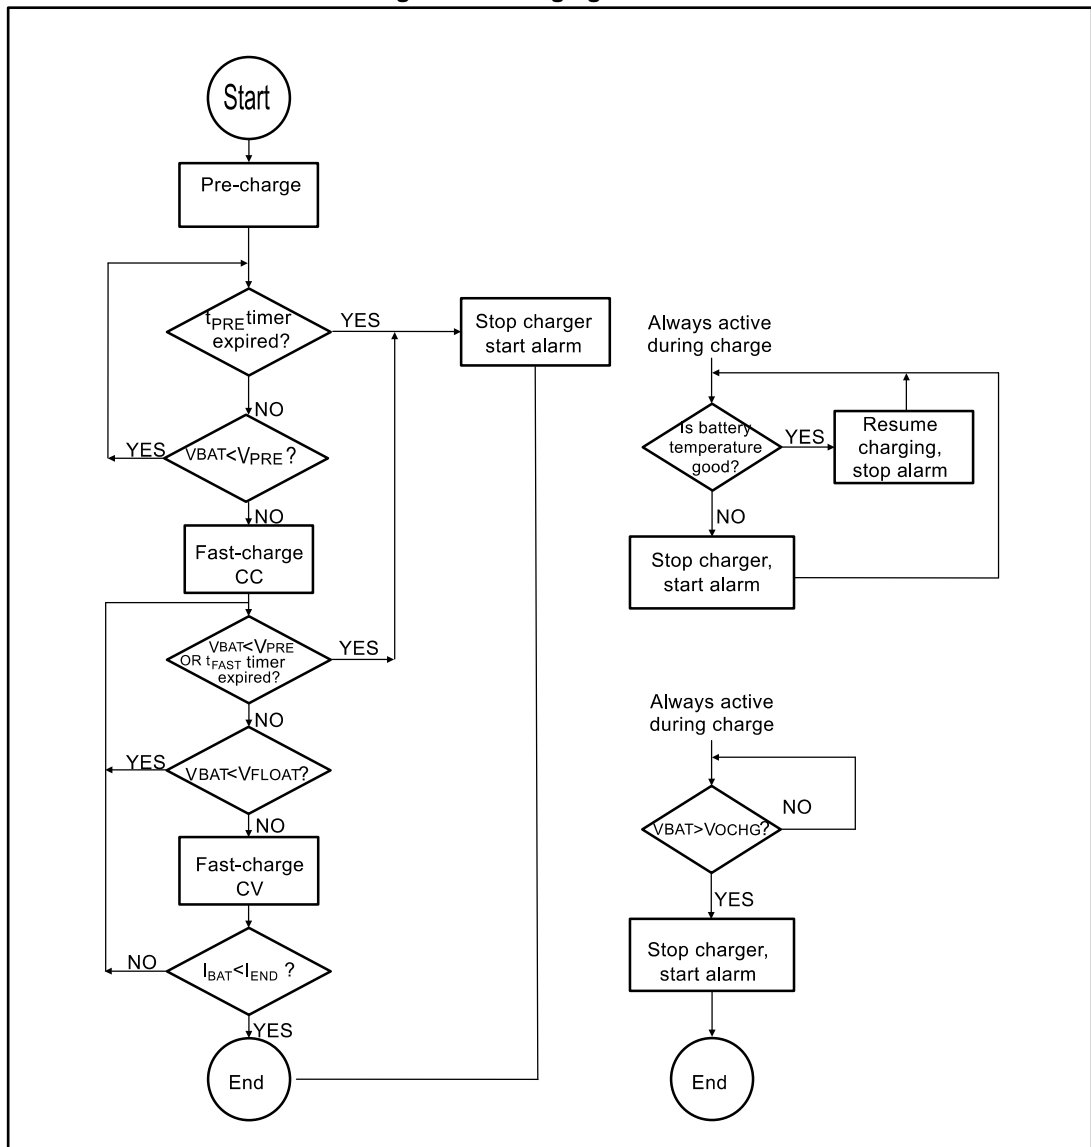 Start
Pre-charge
tPRE timer
expired?
YES
NO
VBAT<VPRE ?
YES
NO
Fast-charge
CC
VBAT<VPRE
OR tFAST timer
expired?
YES
NO
VBAT<VFLOAT?
YES
NO
Fast-charge
CV
IBAT<IEND ?
NO
YES
End
Stop charger
start alarm
Always active
during charge
Is battery
temperature
good?
YES
Resume
charging,
stop alarm
NO
Stop charger,
start alarm
Always active
during charge
VBAT>VOCHG?
NO
YES
Stop charger,
start alarm
End